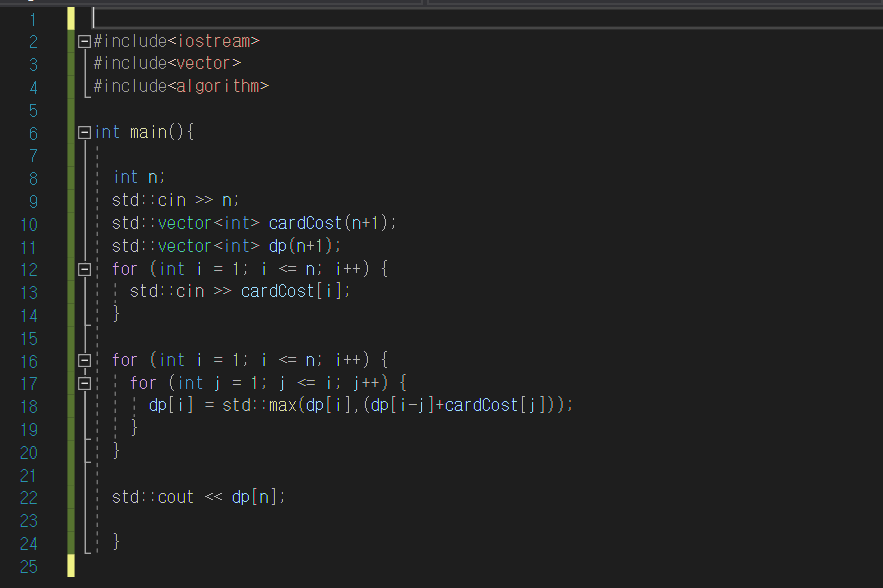 1
2 #include<iostream>
3 #include<vector>
4 #include<algorithm>
5
6 int main(){
7
8 int n;
9 std::cin >> n;
10 std::vector<int> cardCost(n+1);
11 std::vector<int> dp(n+1);
12 for (int i = 1; i <= n; i++) {
13 std::cin >> cardCost[i];
14 }
15
16 for (int i = 1; i <= n; i++) {
17 for (int j = 1; j <= i; j++) {
18 dp[i] = std::max(dp[i],(dp[i-j]+cardCost[j]));
19 }
20 }
21
22 std::cout << dp[n];
23
24 }
25